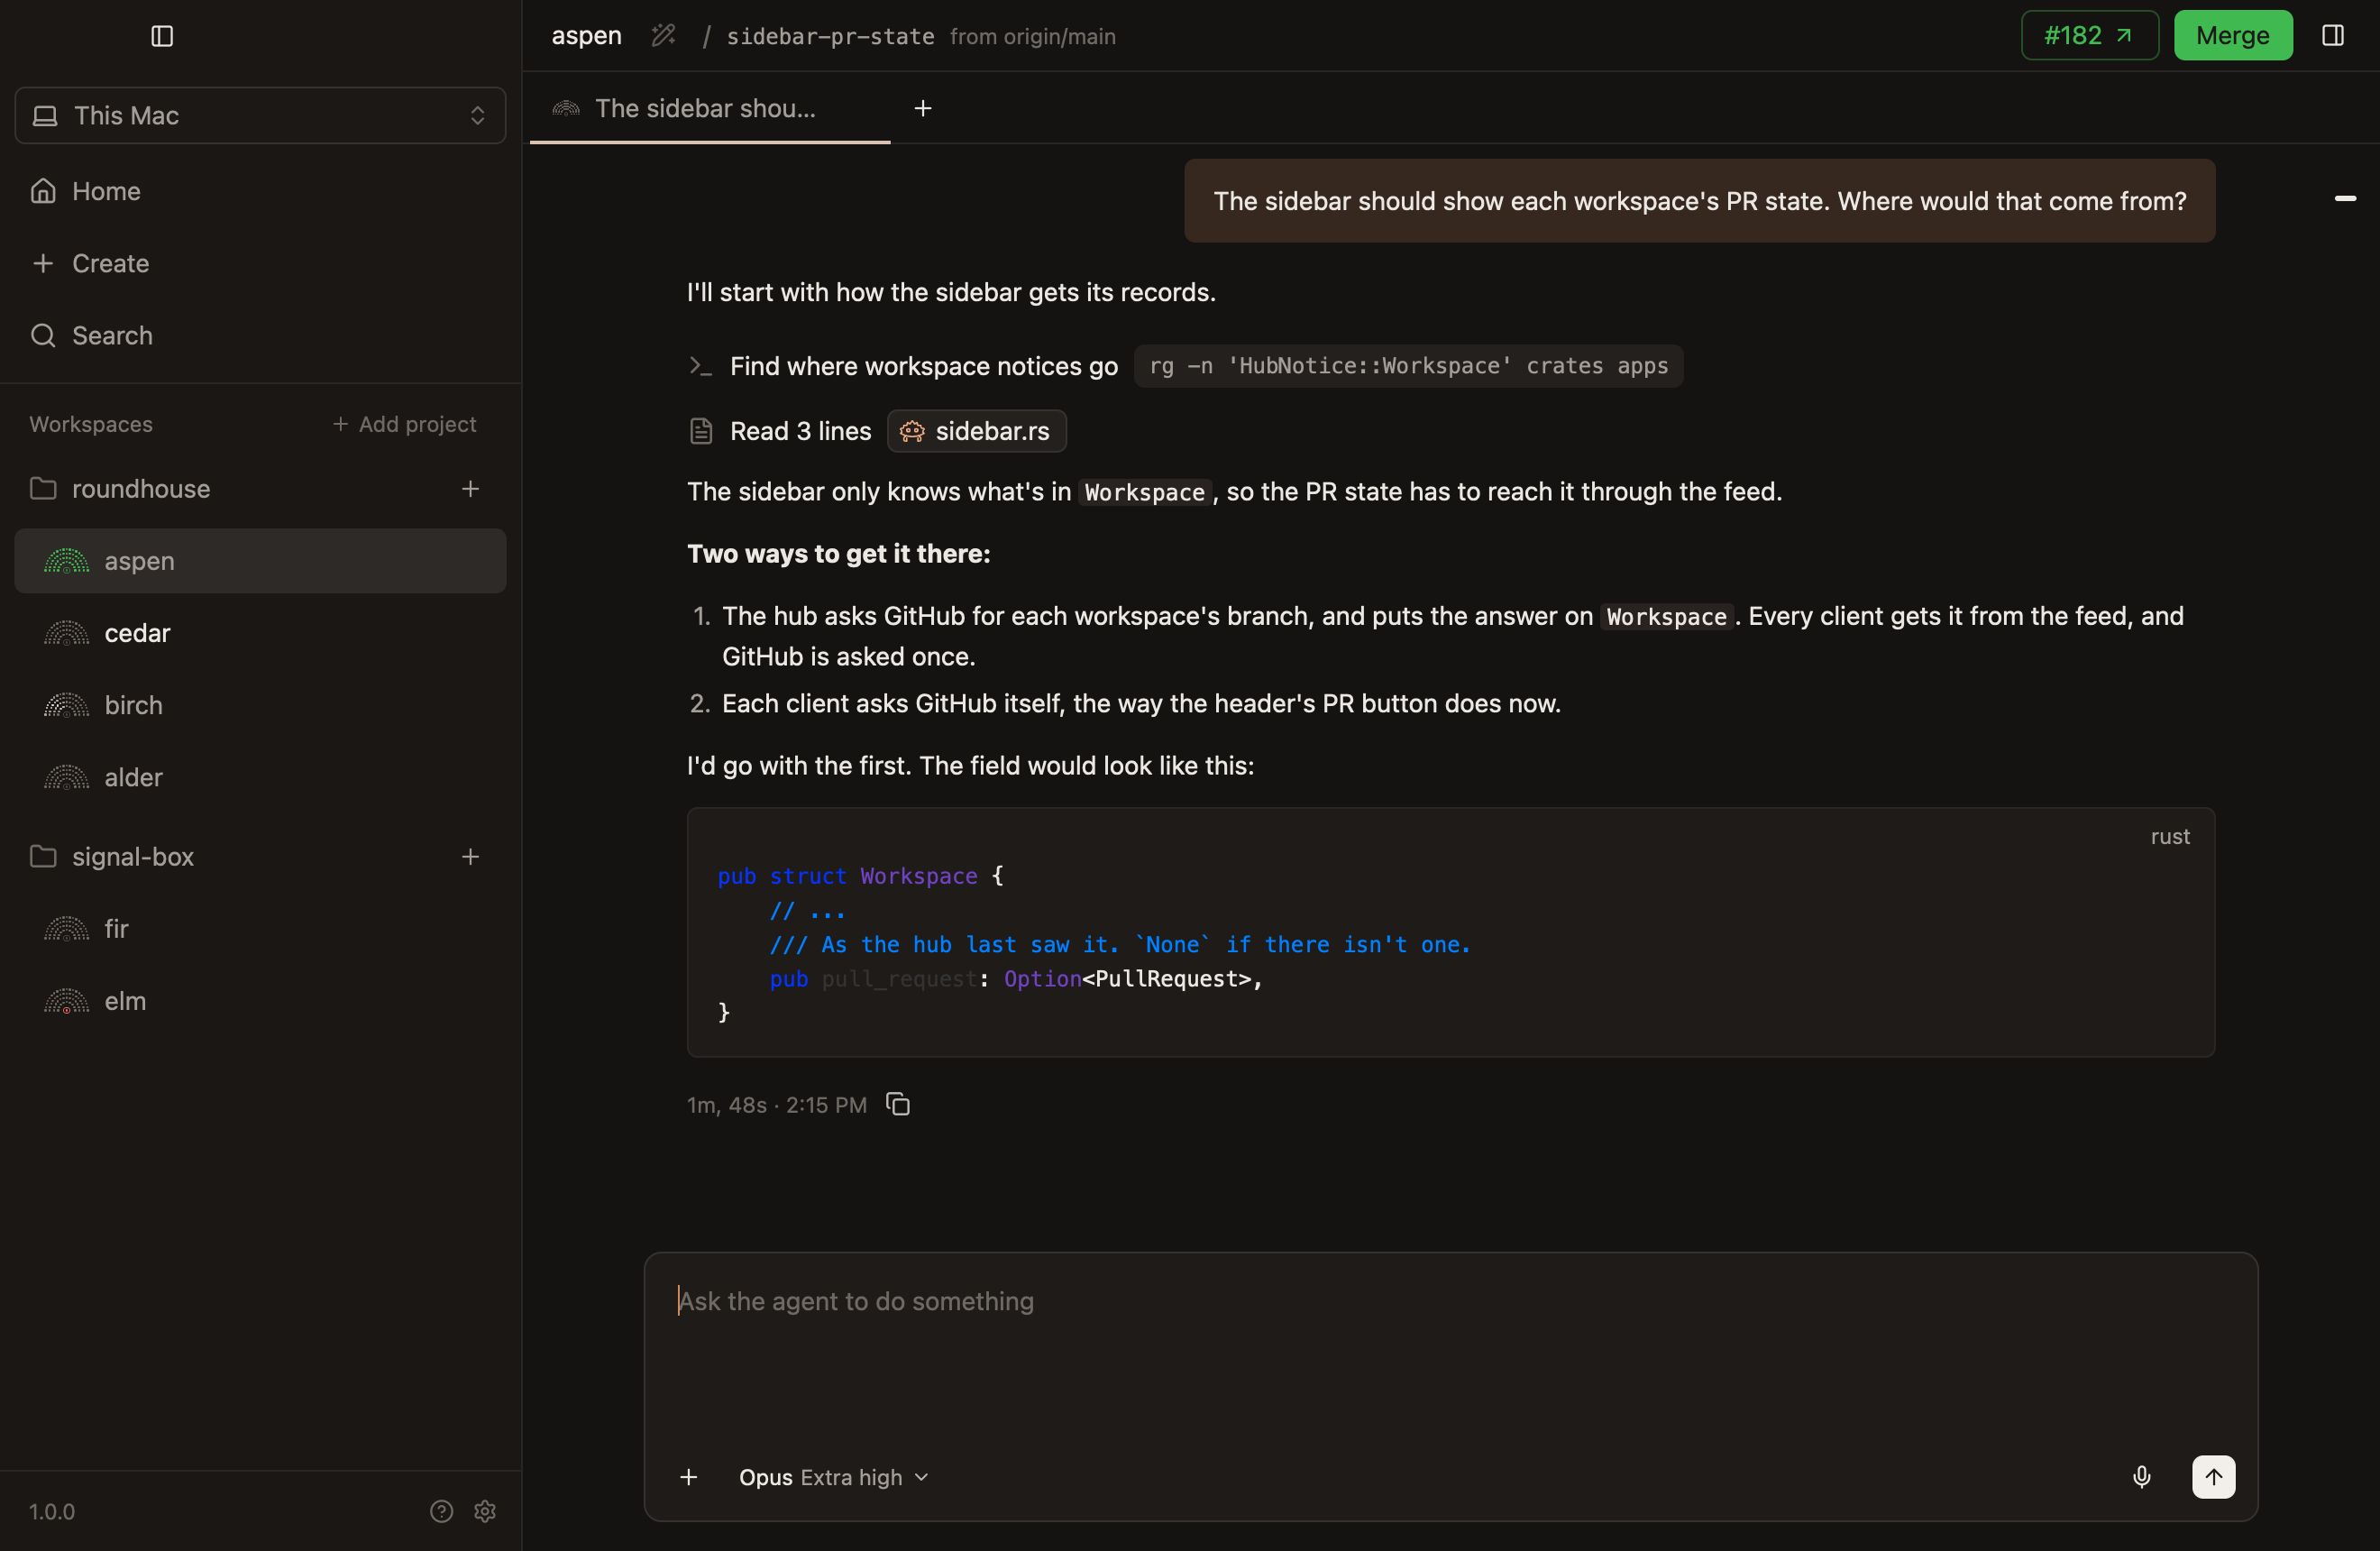 This Mac
Home
Create
Search
Workspaces
Add project
roundhouse
aspen
cedar
birch
alder
signal-box
fir
elm
1.0.0
aspen / sidebar-pr-state from origin/main
#182
Merge
The sidebar shou...
The sidebar should show each workspace's PR state. Where would that come from?
I'll start with how the sidebar gets its records.
Find where workspace notices go rg -n 'HubNotice::Workspace' crates apps
Read 3 lines sidebar.rs
The sidebar only knows what's in Workspace, so the PR state has to reach it through the feed.
Two ways to get it there:
1. The hub asks GitHub for each workspace's branch, and puts the answer on Workspace. Every client gets it from the feed, and
GitHub is asked once.
2. Each client asks GitHub itself, the way the header's PR button does now.
I'd go with the first. The field would look like this:
rust
pub struct Workspace {
// ...
/// As the hub last saw it. `None` if there isn't one.
pub pull_request: Option<PullRequest>,
}
1m, 48s · 2:15 PM
Ask the agent to do something
Opus Extra high